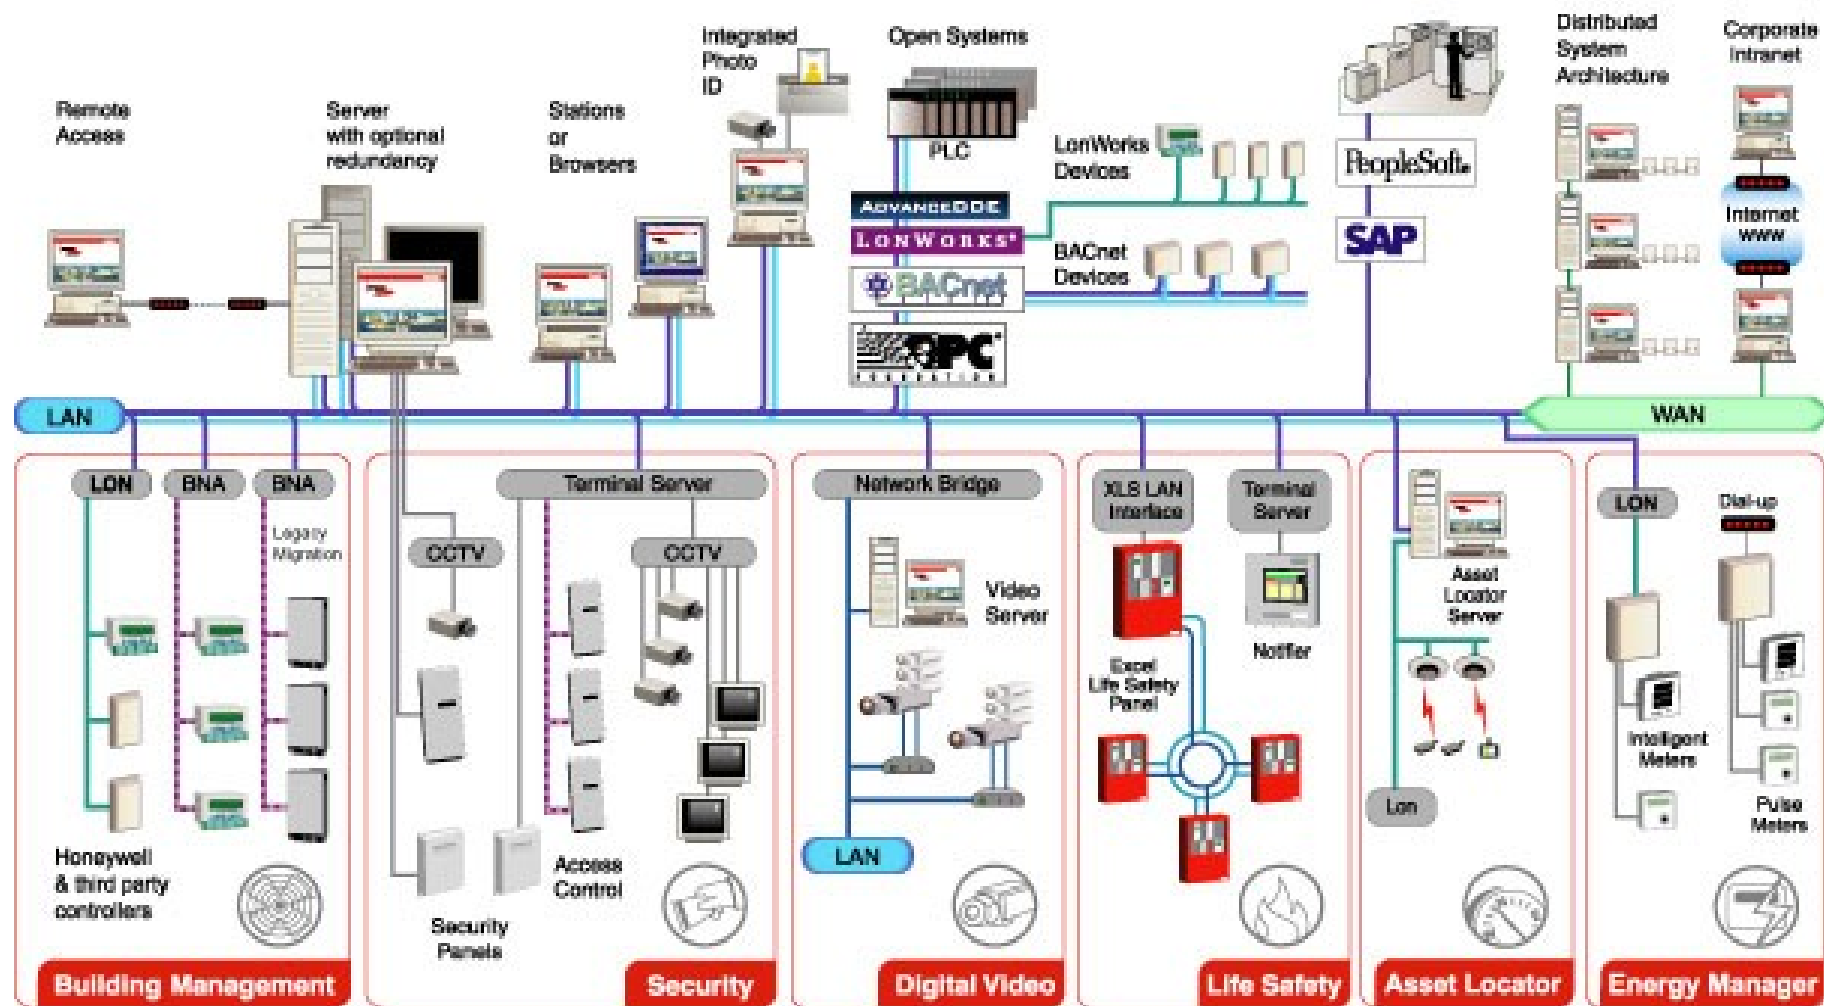 Remote
Access
Server
with optional
redundancy
Stations
or
Browsers
Integrated
Photo
ID
Open Systems
PLC
ADVANCEDDE
LONWORKS®
BACnet
OPC
FOUNDATION
LonWorks
Devices
BACnet
Devices
PeopleSoft.
SAP
Distributed
System
Architecture
Corporate
Intranet
Internet
www
LAN
WAN
LON
BNA
BNA
Legacy
Migration
Honeywell
& third party
controllers
Building Management
Terminal Server
CCTV
CCTV
Security
Panels
Access
Control
Security
Network Bridge
Video
Server
LAN
Digital Video
XLS LAN
Interface
Terminal
Server
Excel
Life Safety
Panel
Notifier
Life Safety
Asset
Locator
Server
Lon
Asset Locator
LON
Dial-up
Intelligent
Meters
Pulse
Meters
Energy Manager